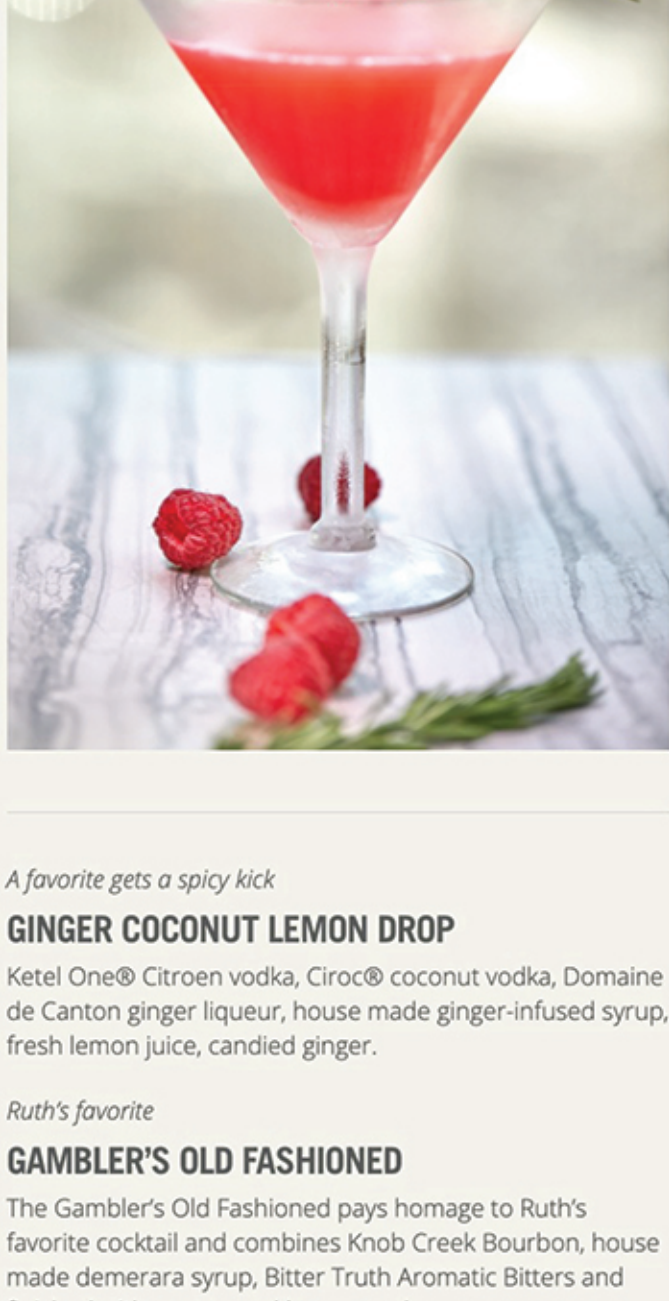 A favorite gets a spicy kick
GINGER COCONUT LEMON DROP
Ketel One® Citroen vodka, Ciroc® coconut vodka, Domaine
de Canton ginger liqueur, house made ginger-infused syrup,
fresh lemon juice, candied ginger.
Ruth's favorite
GAMBLER'S OLD FASHIONED
The Gambler's Old Fashioned pays homage to Ruth's
favorite cocktail and combines Knob Creek Bourbon, house
made demerara syrup, Bitter Truth Aromatic Bitters and